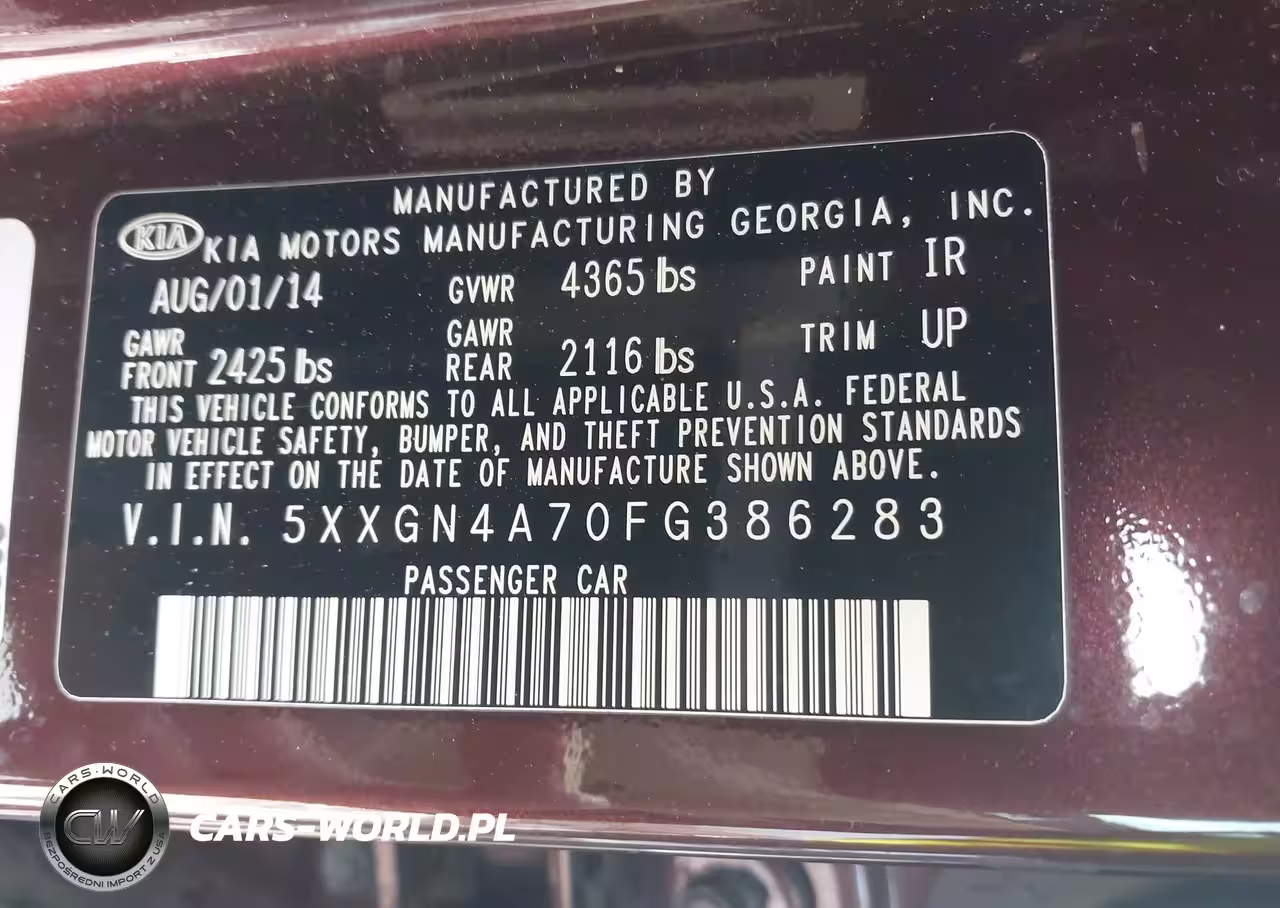 MANUFACTURED BY
KIA KIA MOTORS MANUFACTURING GEORGIA, INC.
AUG/01/14 GVWR 4365 lbs PAINT IR
GAWR FRONT 2425 lbs GAWR REAR 2116 lbs TRIM UP
THIS VEHICLE CONFORMS TO ALL APPLICABLE U.S.A. FEDERAL
MOTOR VEHICLE SAFETY, BUMPER, AND THEFT PREVENTION STANDARDS
IN EFFECT ON THE DATE OF MANUFACTURE SHOWN ABOVE.
V.I.N. 5XXGN4A70FG386283
PASSENGER CAR
CARS-WORLD
CW
BEZPOŚREDNI IMPORT Z USA
CARS-WORLD.PL